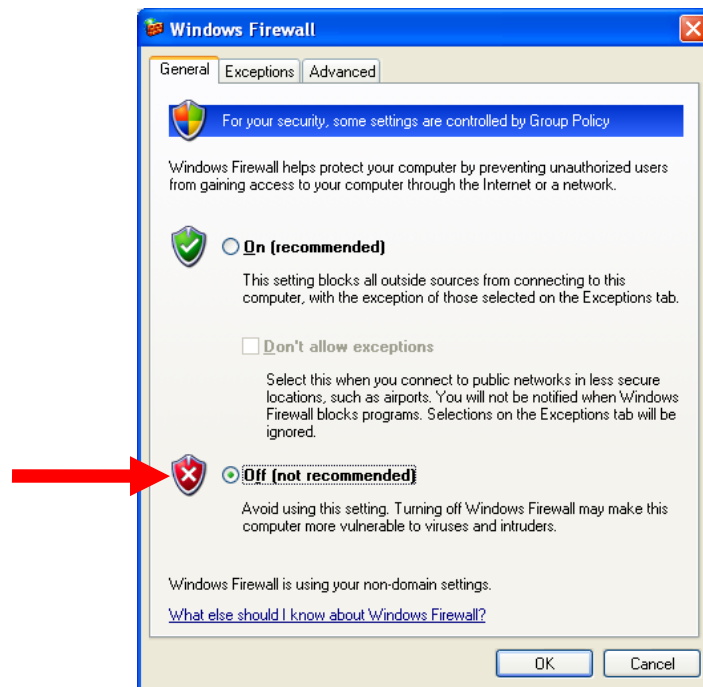 Windows Firewall
General Exceptions Advanced
For your security, some settings are controlled by Group Policy
Windows Firewall helps protect your computer by preventing unauthorized users
from gaining access to your computer through the Internet or a network.
On (recommended)
This setting blocks all outside sources from connecting to this
computer, with the exception of those selected on the Exceptions tab.
Don't allow exceptions
Select this when you connect to public networks in less secure
locations, such as airports. You will not be notified when Windows
Firewall blocks programs. Selections on the Exceptions tab will be
ignored.
Off (not recommended)
Avoid using this setting. Turning off Windows Firewall may make this
computer more vulnerable to viruses and intruders.
Windows Firewall is using your non-domain settings.
What else should I know about Windows Firewall?
OK Cancel